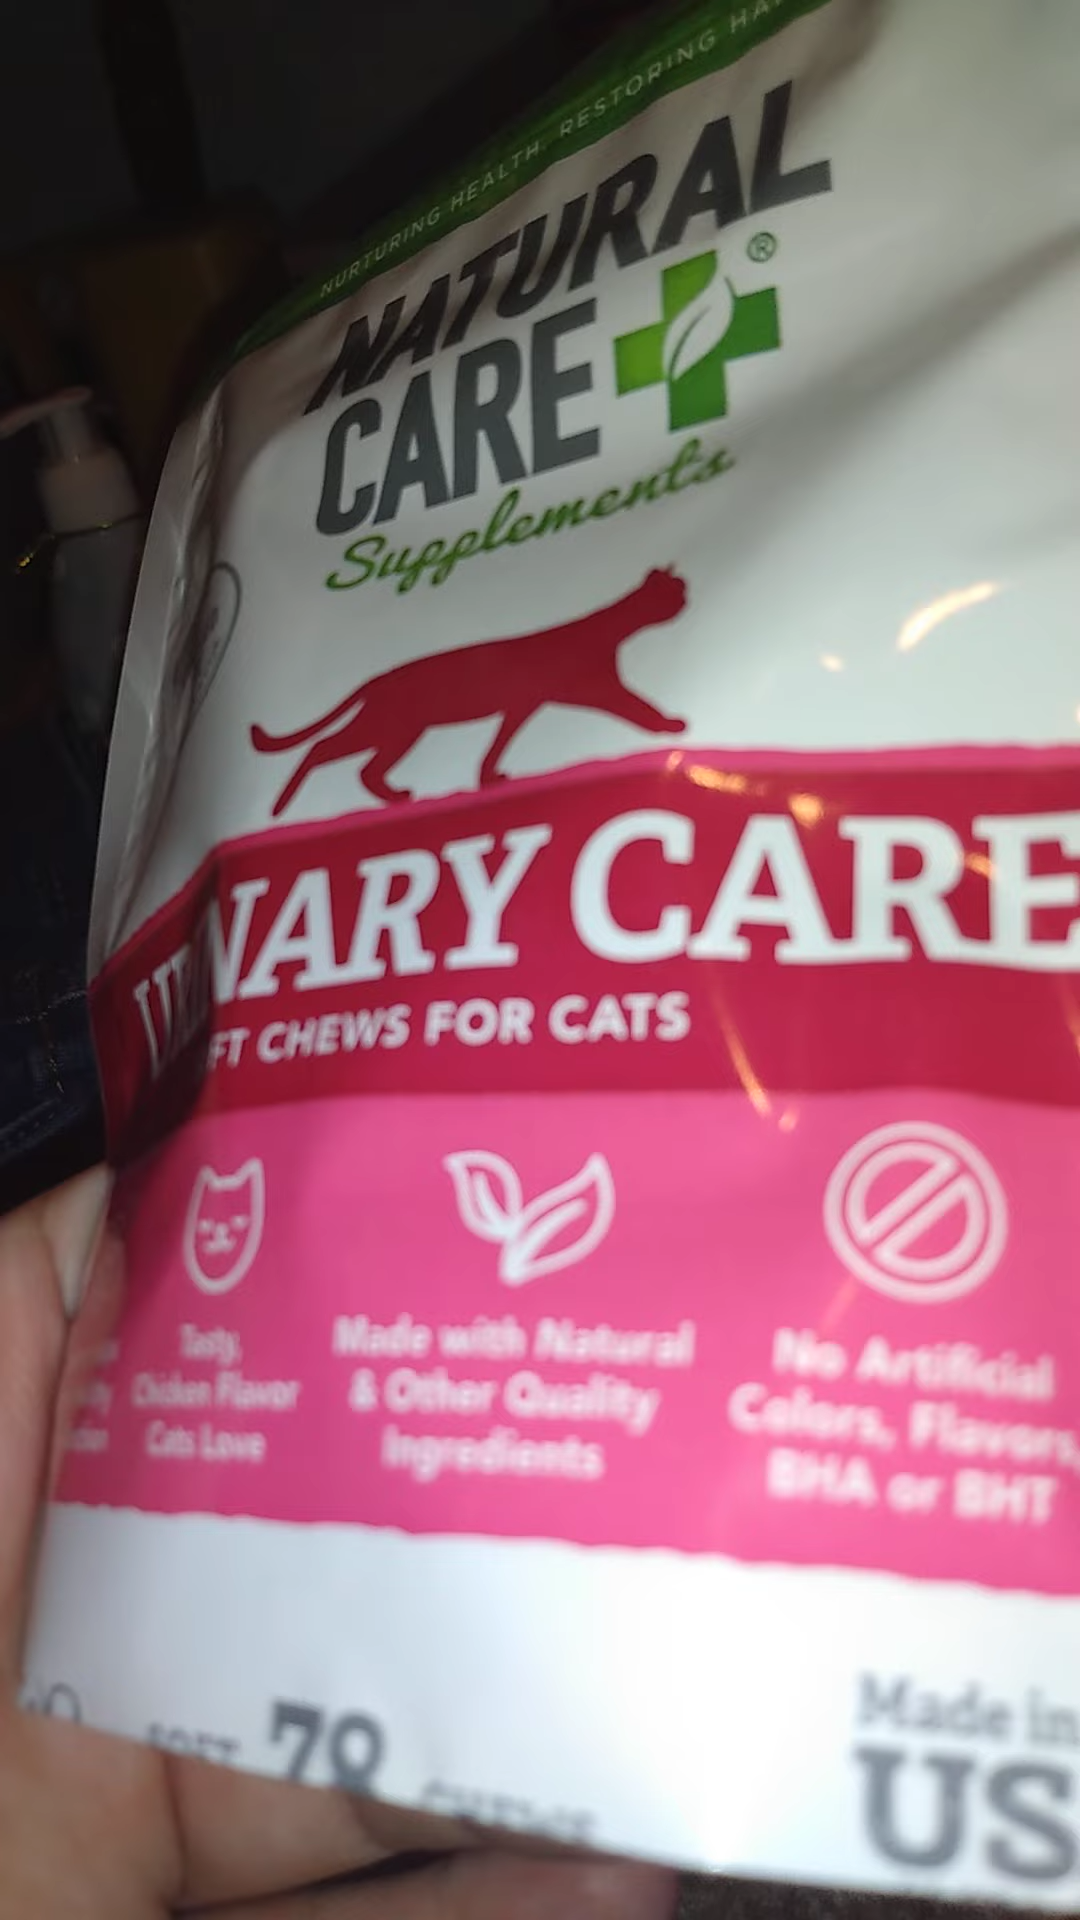 NURTURING HEALTH. RESTORING HA
NATURAL
CARE
®
Supplements
URINARY CARE
FT CHEWS FOR CATS
Tasty,
Chicken Flavor
Cats Love
Made with Natural
& Other Quality
Ingredients
No Artificial
Colors, Flavors,
BHA or BHT
SOFT 70 CHEWS
Made in
US